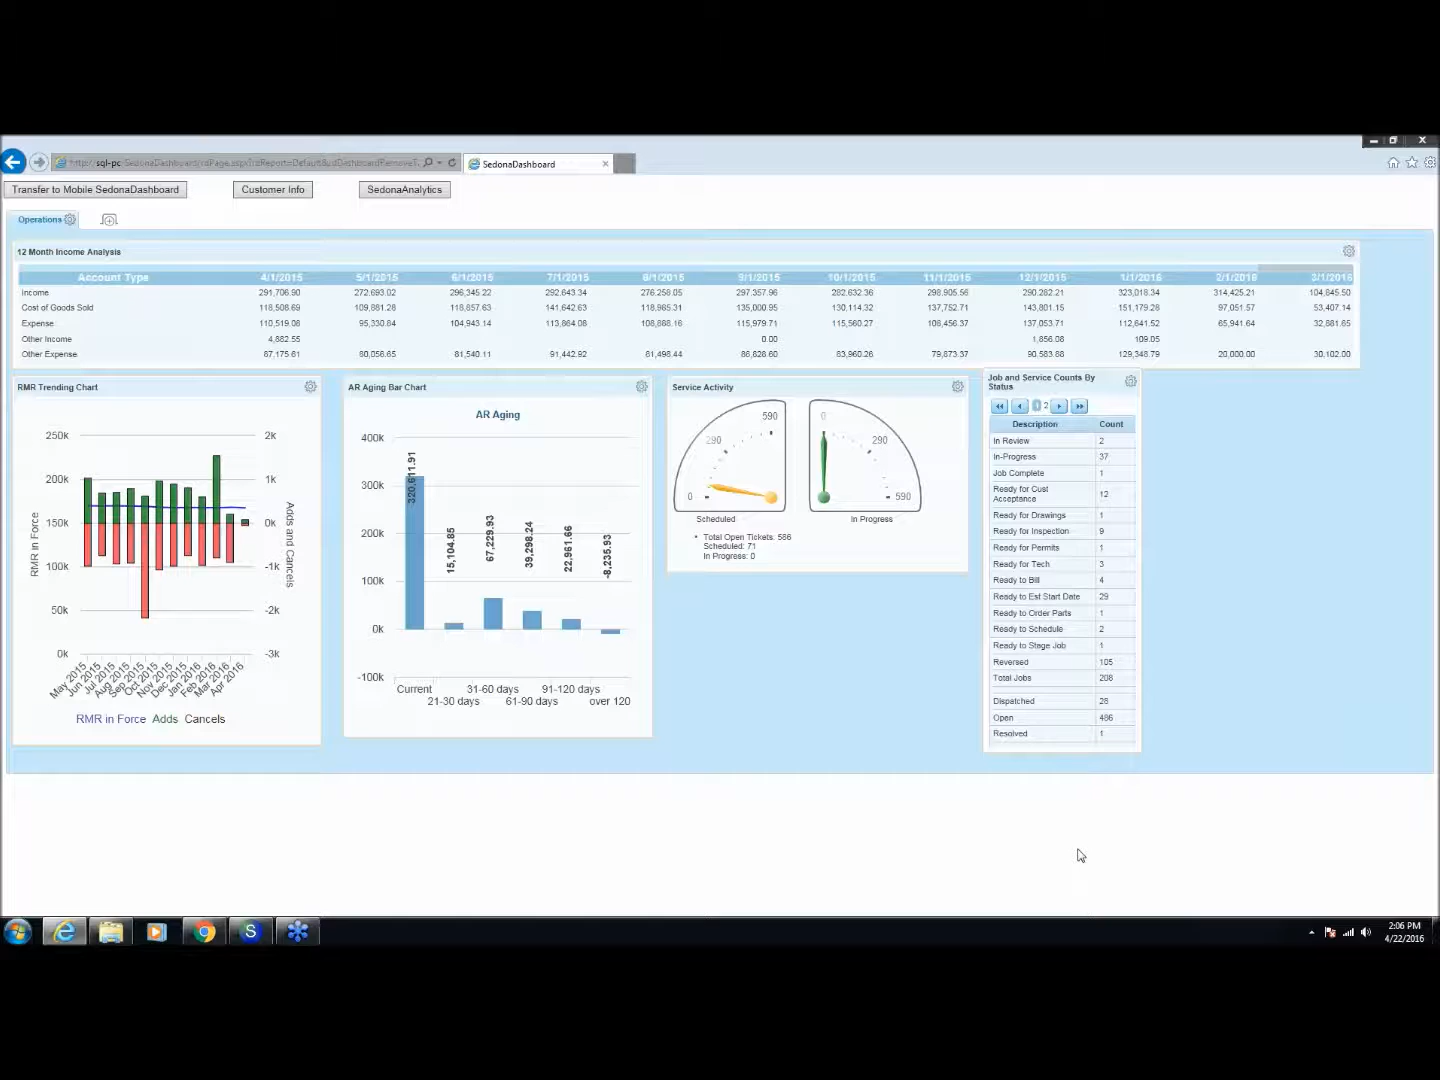 SedonaDashboard
Transfer to Mobile SedonaDashboard
Customer Info
SedonaAnalytics
Operations
12 Month Income Analysis
Account Type 4/1/2015 5/1/2015 6/1/2015 7/1/2015 8/1/2015 9/1/2015 10/1/2015 11/1/2015 12/1/2015 1/1/2016 2/1/2016 3/1/2016
Income 291,706.90 272,693.02 296,345.22 292,643.34 276,258.05 297,357.96 282,632.36 298,905.56 290,282.21 323,018.34 314,425.21 104,645.50
Cost of Goods Sold 118,508.69 109,881.28 118,857.63 141,642.63 118,985.31 135,000.95 130,114.32 137,752.71 143,801.15 151,179.28 97,051.57 53,407.14
Expense 110,519.08 95,330.84 104,943.14 113,864.08 108,888.16 115,979.71 115,560.27 108,456.37 137,053.71 112,641.52 65,941.64 32,881.65
Other Income 4,882.55 0.00 1,856.08 109.05
Other Expense 87,175.61 80,056.65 81,540.11 91,442.92 81,498.44 86,628.60 83,960.26 79,873.37 90,583.88 129,348.79 20,000.00 30,102.00
RMR Trending Chart
250k
200k
150k
100k
50k
0k
RMR in Force
2k
1k
0k
-1k
-2k
-3k
Adds and Cancels
May 2015
Jun 2015
Jul 2015
Aug 2015
Sep 2015
Oct 2015
Nov 2015
Dec 2015
Jan 2016
Feb 2016
Mar 2016
Apr 2016
RMR in Force Adds Cancels
AR Aging Bar Chart
AR Aging
400k
300k
200k
100k
0k
-100k
320,611.91
15,104.85
67,229.93
39,298.24
22,961.66
-8,235.93
Current 31-60 days 91-120 days
21-30 days 61-90 days over 120
Service Activity
0 290 590
Scheduled
0 290 590
In Progress
Total Open Tickets: 586
Scheduled: 71
In Progress: 0
Job and Service Counts By
Status
1 2
Description Count
In Review 2
In-Progress 37
Job Complete 1
Ready for Cust
Acceptance 12
Ready for Drawings 1
Ready for Inspection 9
Ready for Permits 1
Ready for Tech 3
Ready to Bill 4
Ready to Est Start Date 29
Ready to Order Parts 1
Ready to Schedule 2
Ready to Stage Job 1
Reversed 105
Total Jobs 208
Dispatched 28
Open 486
Resolved 1
2:06 PM
4/22/2016